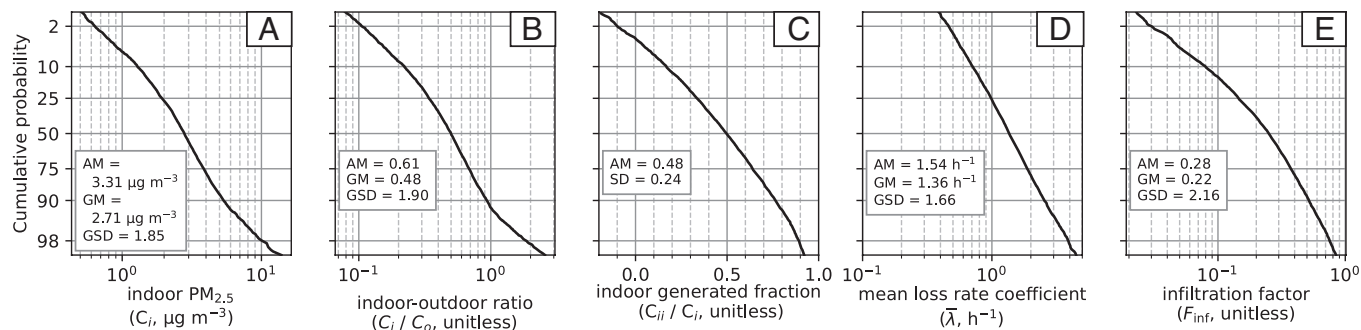 Cumulative probability
2
10
25
50
75
90
98
A
AM =
3.31 µg m⁻³
GM =
2.71 µg m⁻³
GSD = 1.85
10⁰ 10¹
indoor PM₂.₅
(Cᵢ, µg m⁻³)
B
AM = 0.61
GM = 0.48
GSD = 1.90
10⁻¹ 10⁰
indoor-outdoor ratio
(Cᵢ / Cₒ, unitless)
C
AM = 0.48
SD = 0.24
0.0 0.5 1.0
indoor generated fraction
(Cᵢᵢ / Cᵢ, unitless)
D
AM = 1.54 h⁻¹
GM = 1.36 h⁻¹
GSD = 1.66
10⁻¹ 10⁰
mean loss rate coefficient
(λ̅, h⁻¹)
E
AM = 0.28
GM = 0.22
GSD = 2.16
10⁻¹ 10⁰
infiltration factor
(F_inf, unitless)